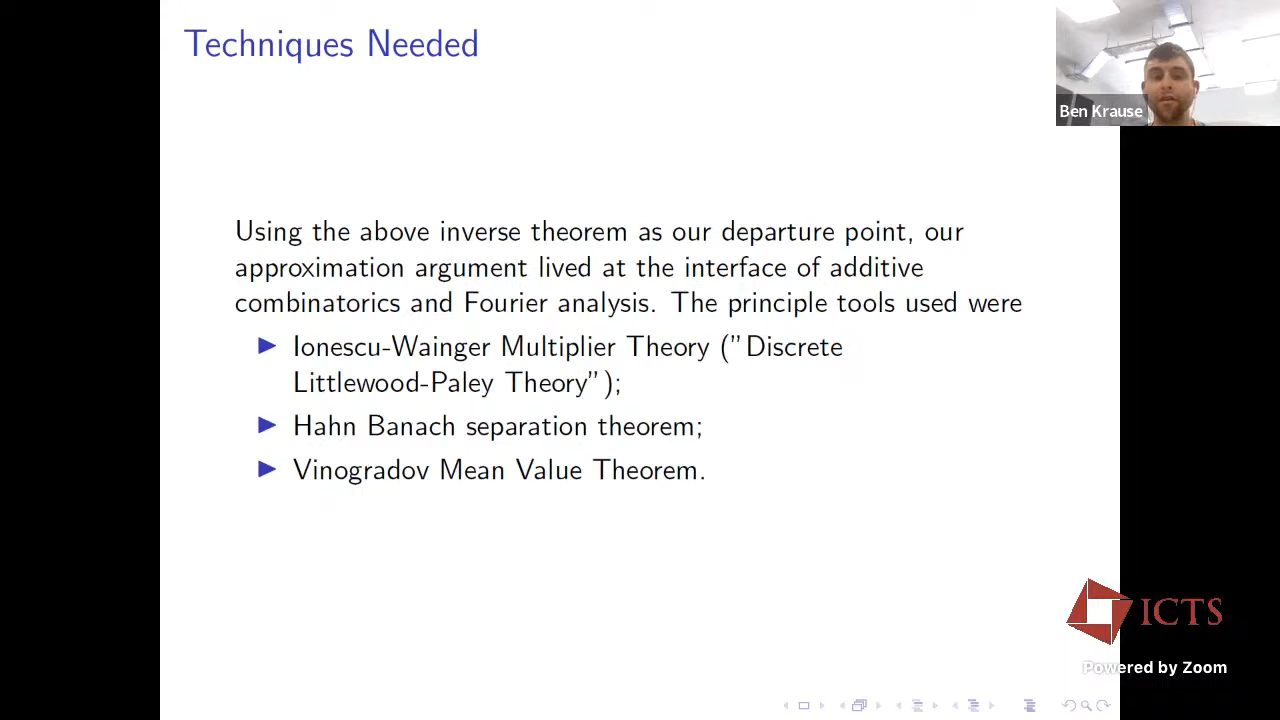 Techniques Needed
Ben Krause
Using the above inverse theorem as our departure point, our
approximation argument lived at the interface of additive
combinatorics and Fourier analysis. The principle tools used were
Ionescu-Wainger Multiplier Theory ("Discrete
Littlewood-Paley Theory");
Hahn Banach separation theorem;
Vinogradov Mean Value Theorem.
ICTS
Powered by Zoom